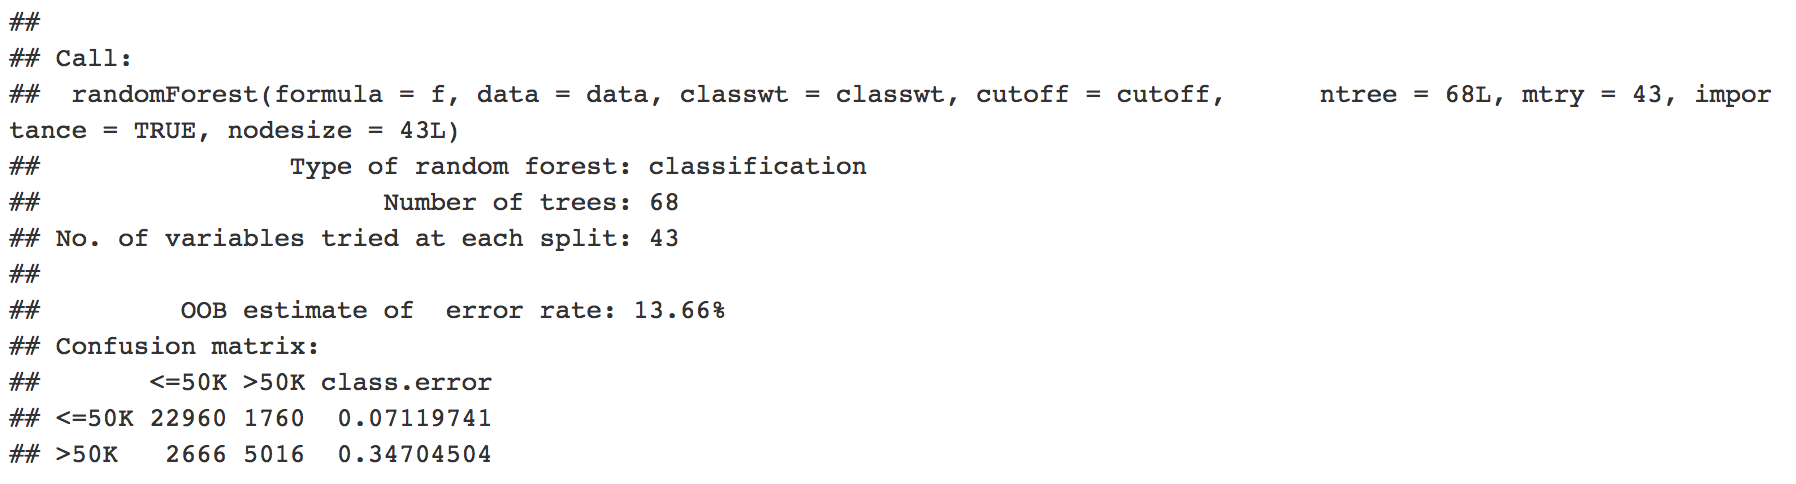 ##
## Call:
##  randomForest(formula = f, data = data, classwt = classwt, cutoff = cutoff,      ntree = 68L, mtry = 43, impor
tance = TRUE, nodesize = 43L)
##                Type of random forest: classification
##                      Number of trees: 68
## No. of variables tried at each split: 43
##
##         OOB estimate of  error rate: 13.66%
## Confusion matrix:
##       <=50K >50K class.error
## <=50K 22960 1760  0.07119741
## >50K   2666 5016  0.34704504